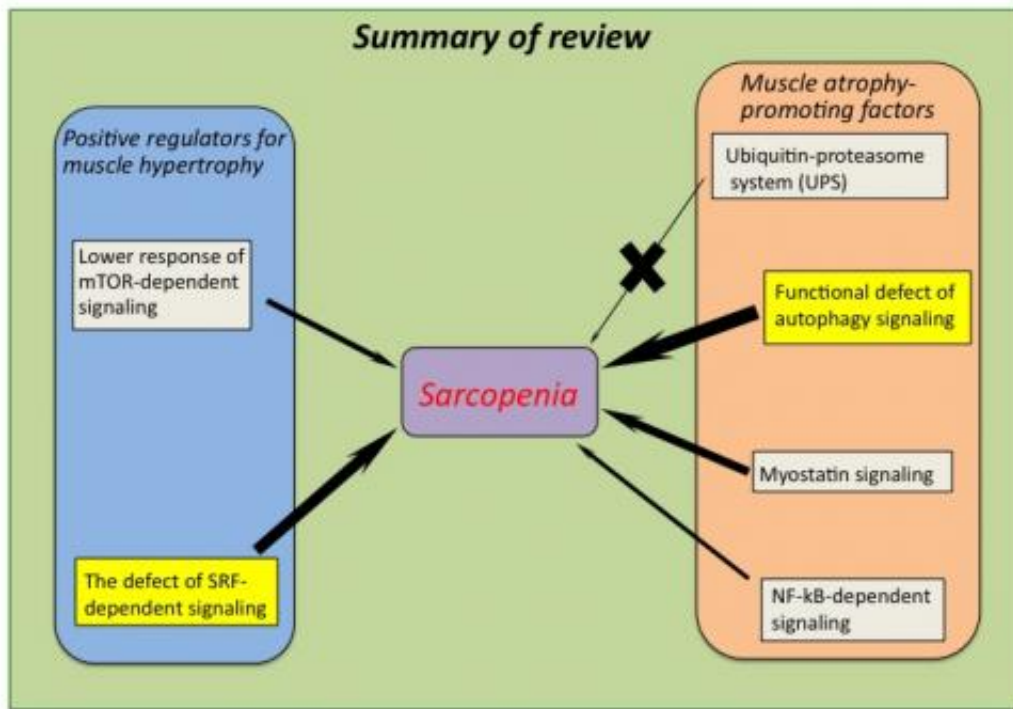 Summary of review
Positive regulators for
muscle hypertrophy
Lower response of
mTOR-dependent
signaling
The defect of SRF-
dependent signaling
Sarcopenia
Muscle atrophy-
promoting factors
Ubiquitin-proteasome
system (UPS)
Functional defect of
autophagy signaling
Myostatin signaling
NF-kB-dependent
signaling